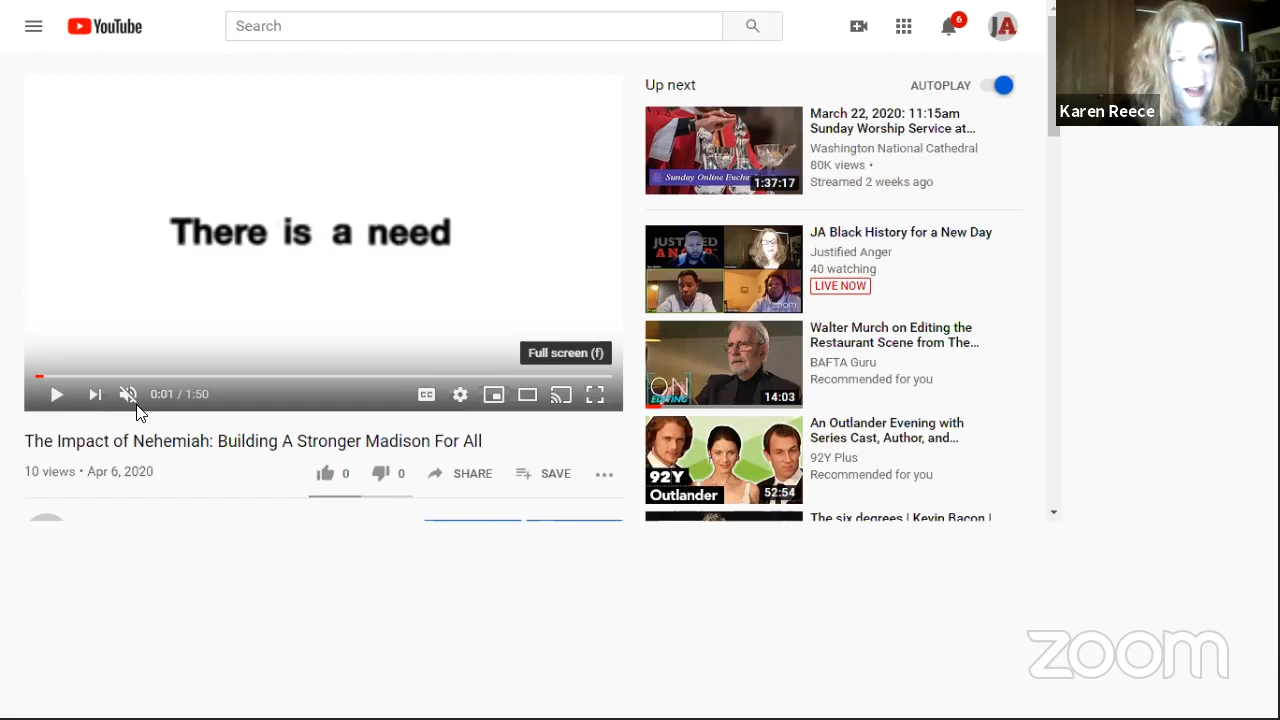 YouTube
Search
6
JA
Karen Reece
There is a need
Full screen (f)
0:01 / 1:50
CC
The Impact of Nehemiah: Building A Stronger Madison For All
10 views • Apr 6, 2020
0
0
SHARE
SAVE
Up next
AUTOPLAY
March 22, 2020: 11:15am
Sunday Worship Service at...
Washington National Cathedral
80K views •
Streamed 2 weeks ago
Sunday Online Eucha
1:37:17
JA Black History for a New Day
Justified Anger
40 watching
LIVE NOW
zoom
Walter Murch on Editing the
Restaurant Scene from The...
BAFTA Guru
Recommended for you
ON
EDITING
14:03
An Outlander Evening with
Series Cast, Author, and...
92Y Plus
Recommended for you
92Y
Outlander
52:54
The six degrees | Kevin Bacon |
zoom